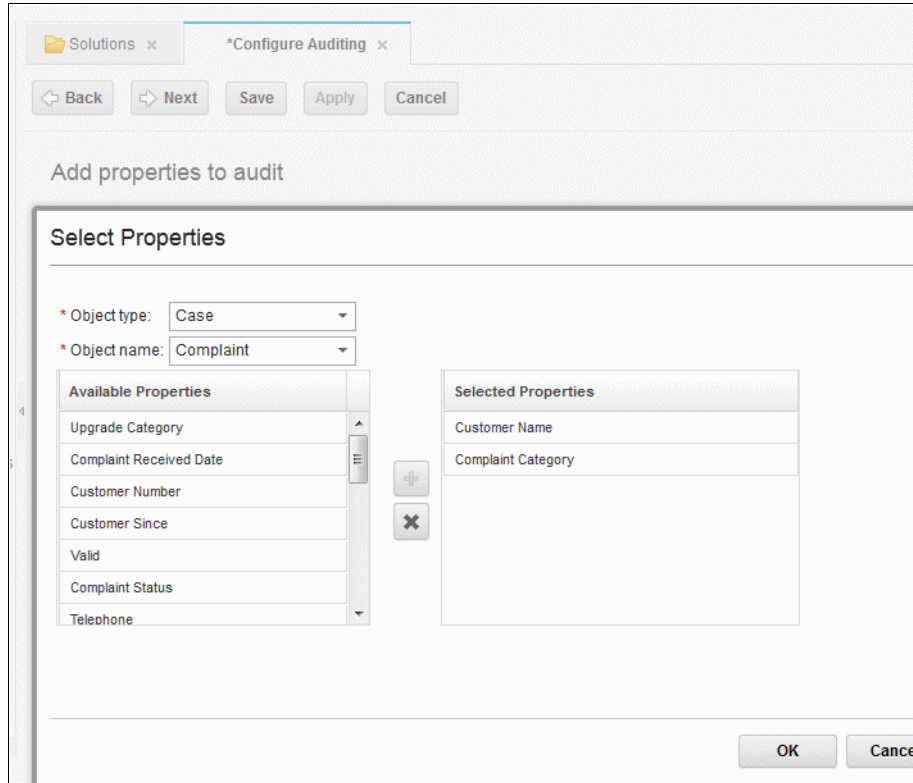 Solutions × *Configure Auditing ×
Back Next Save Apply Cancel
Add properties to audit
Select Properties
* Object type: Case
* Object name: Complaint
Available Properties Selected Properties
Upgrade Category Customer Name
Complaint Received Date Complaint Category
Customer Number
Customer Since
Valid
Complaint Status
Telephone
OK Cance